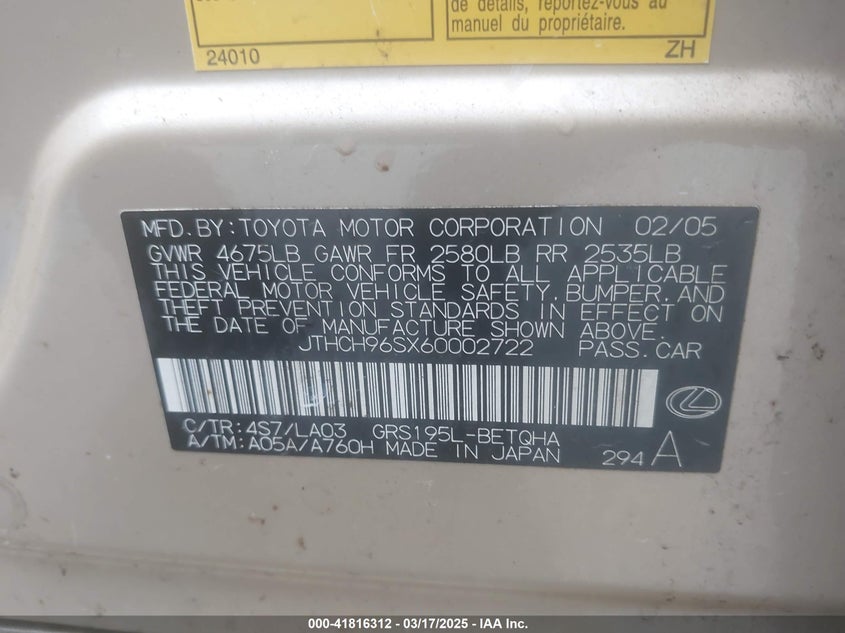 de détails, reportez-vous au
manuel du propriétaire.
24010 ZH
MFD.BY:TOYOTA MOTOR CORPORATION 02/05
GVWR 4675LB GAWR FR 2580LB RR 2535LB
THIS VEHICLE CONFORMS TO ALL APPLICABLE
FEDERAL MOTOR VEHICLE SAFETY,BUMPER,AND
THEFT PREVENTION STANDARDS IN EFFECT ON
THE DATE OF MANUFACTURE SHOWN ABOVE.
JTHCH96SX60002722 PASS.CAR
C/TR:4S7/LA03 GRS195L-BETQHA
A/TM:A05A/A760H MADE IN JAPAN 294 A
000-41816312 — 03/17/2025 — IAA Inc.